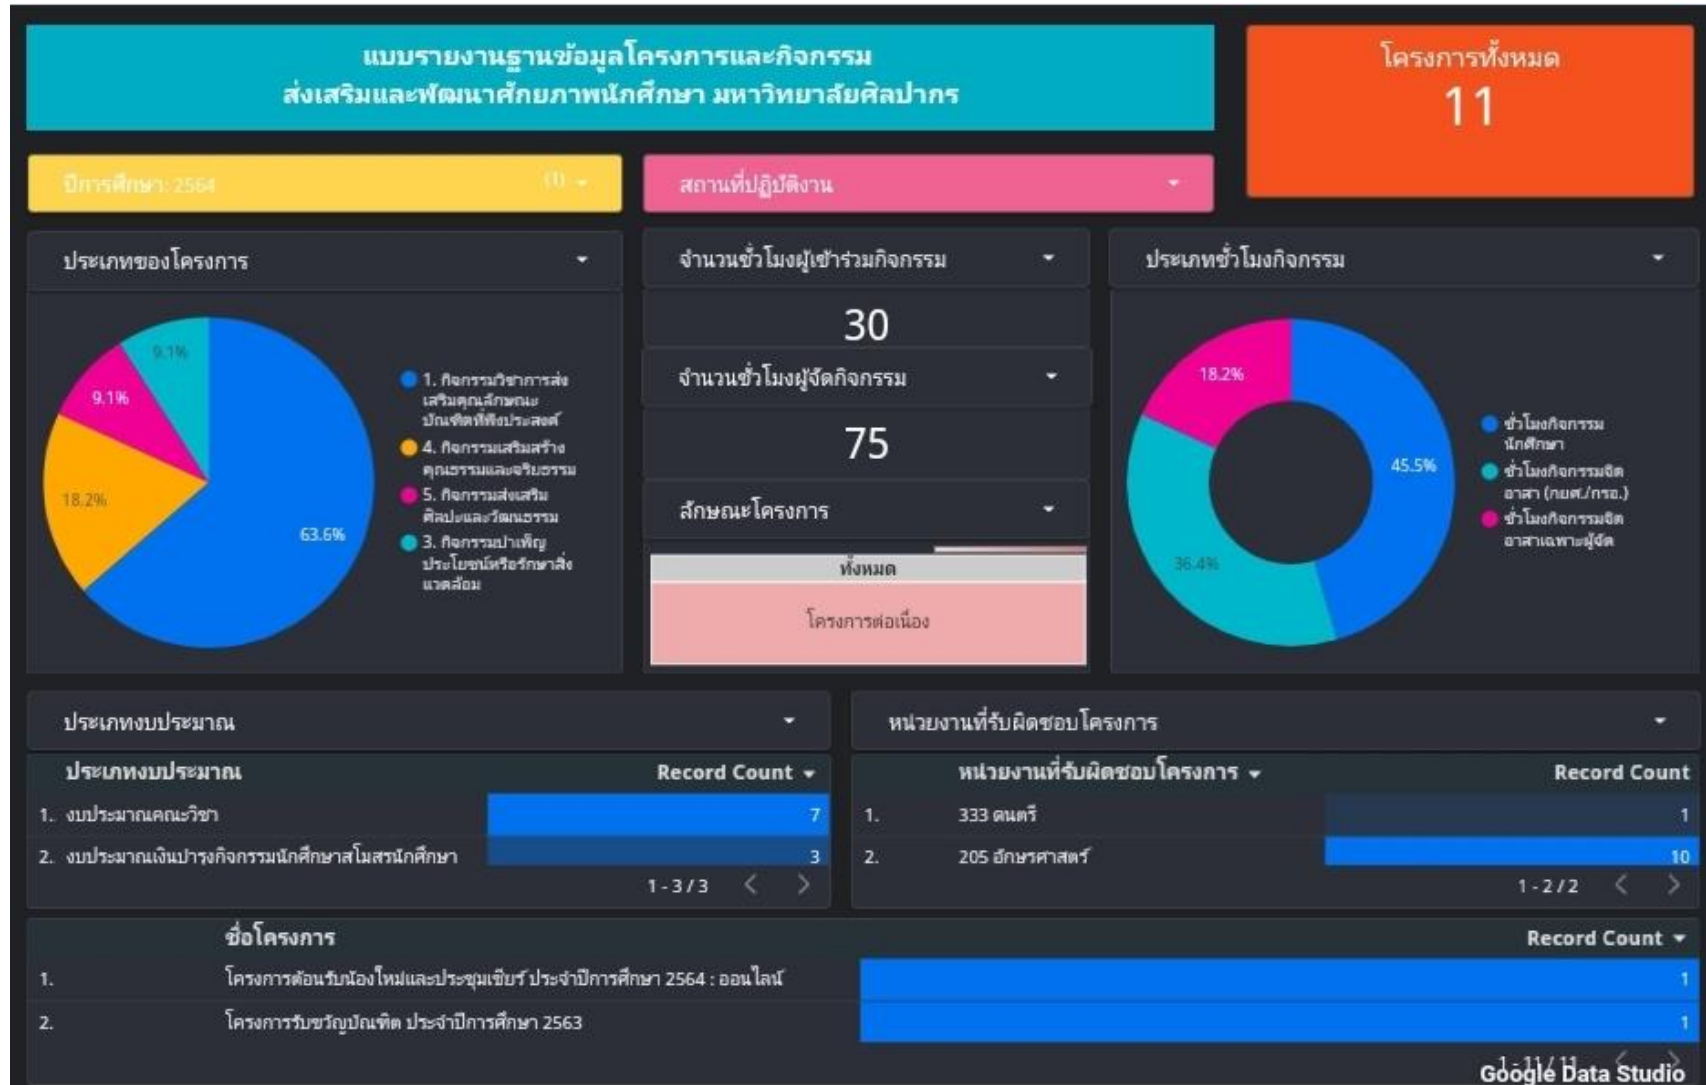 แบบรายงานฐานข้อมูลโครงการและกิจกรรม
ส่งเสริมและพัฒนาศักยภาพนักศึกษา มหาวิทยาลัยศิลปากร
โครงการทั้งหมด
11
ปีการศึกษา: 2564 (1)
สถานที่ปฏิบัติงาน
ประเภทของโครงการ
9.1%
9.1%
18.2%
63.6%
1. กิจกรรมวิชาการส่ง
เสริมคุณลักษณะ
บัณฑิตที่พึงประสงค์
4. กิจกรรมเสริมสร้าง
คุณธรรมและจริยธรรม
5. กิจกรรมส่งเสริม
ศิลปะและวัฒนธรรม
3. กิจกรรมบำเพ็ญ
ประโยชน์หรือรักษาสิ่ง
แวดล้อม
จำนวนชั่วโมงผู้เข้าร่วมกิจกรรม
30
จำนวนชั่วโมงผู้จัดกิจกรรม
75
ลักษณะโครงการ
ทั้งหมด
โครงการต่อเนื่อง
ประเภทชั่วโมงกิจกรรม
18.2%
45.5%
36.4%
ชั่วโมงกิจกรรม
นักศึกษา
ชั่วโมงกิจกรรมจิต
อาสา (กยศ./กรอ.)
ชั่วโมงกิจกรรมจิต
อาสาเฉพาะผู้จัด
ประเภทงบประมาณ
ประเภทงบประมาณ Record Count
1. งบประมาณคณะวิชา 7
2. งบประมาณเงินบำรุงกิจกรรมนักศึกษาสโมสรนักศึกษา 3
1 - 3 / 3
หน่วยงานที่รับผิดชอบโครงการ
หน่วยงานที่รับผิดชอบโครงการ Record Count
1. 333 ดนตรี 1
2. 205 อักษรศาสตร์ 10
1 - 2 / 2
ชื่อโครงการ Record Count
1. โครงการต้อนรับน้องใหม่และประชุมเชียร์ ประจำปีการศึกษา 2564 : ออนไลน์ 1
2. โครงการรับขวัญบัณฑิต ประจำปีการศึกษา 2563 1
1 - 11 / 11
Google Data Studio